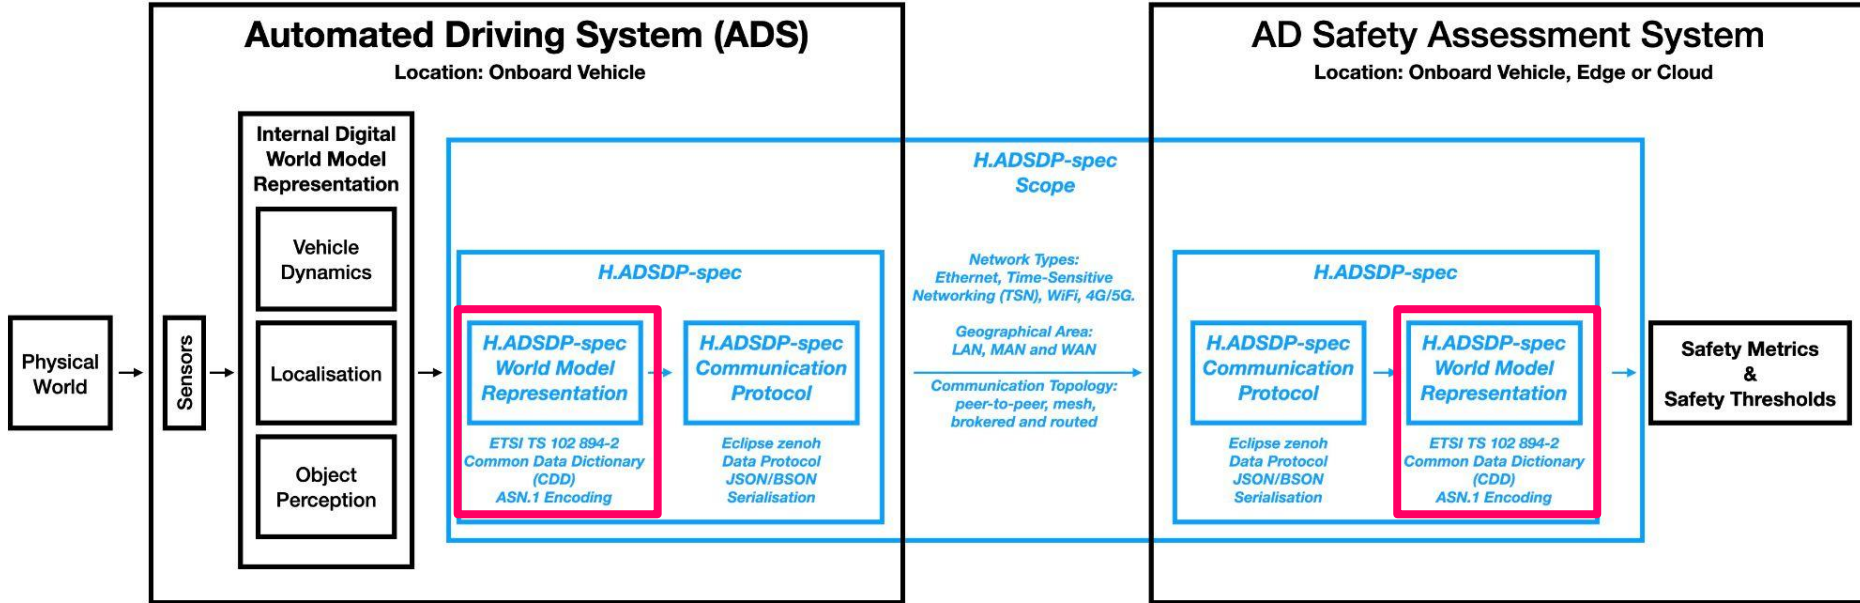 Automated Driving System (ADS)
Location: Onboard Vehicle
AD Safety Assessment System
Location: Onboard Vehicle, Edge or Cloud
Physical
World
Sensors
Internal Digital
World Model
Representation
Vehicle
Dynamics
Localisation
Object
Perception
H.ADSDP-spec
Scope
H.ADSDP-spec
H.ADSDP-spec
World Model
Representation
ETSI TS 102 894-2
Common Data Dictionary
(CDD)
ASN.1 Encoding
H.ADSDP-spec
Communication
Protocol
Eclipse zenoh
Data Protocol
JSON/BSON
Serialisation
Network Types:
Ethernet, Time-Sensitive
Networking (TSN), WiFi, 4G/5G.
Geographical Area:
LAN, MAN and WAN
Communication Topology:
peer-to-peer, mesh,
brokered and routed
H.ADSDP-spec
H.ADSDP-spec
Communication
Protocol
Eclipse zenoh
Data Protocol
JSON/BSON
Serialisation
H.ADSDP-spec
World Model
Representation
ETSI TS 102 894-2
Common Data Dictionary
(CDD)
ASN.1 Encoding
Safety Metrics
&
Safety Thresholds